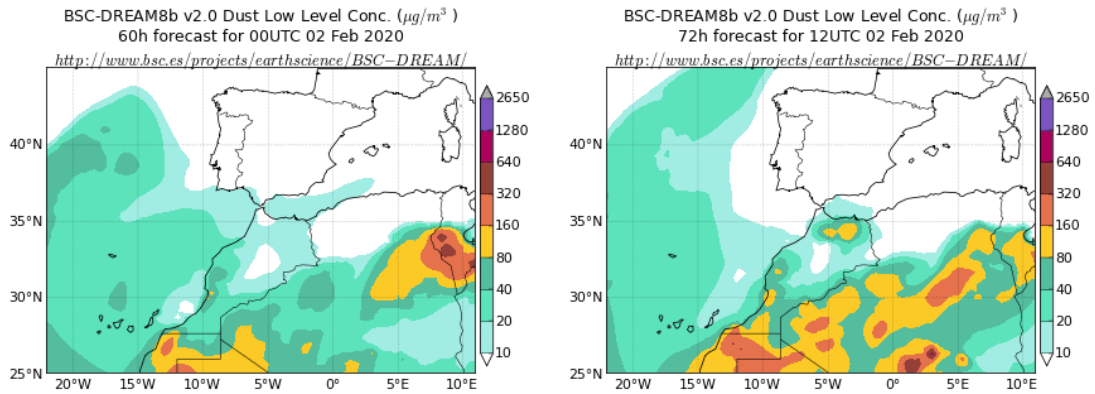 BSC-DREAM8b v2.0 Dust Low Level Conc. (μg/m³ )
60h forecast for 00UTC 02 Feb 2020
http://www.bsc.es/projects/earthscience/BSC−DREAM/
40°N
35°N
30°N
25°N
20°W
15°W
10°W
5°W
0°
5°E
10°E
2650
1280
640
320
160
80
40
20
10
BSC-DREAM8b v2.0 Dust Low Level Conc. (μg/m³ )
72h forecast for 12UTC 02 Feb 2020
http://www.bsc.es/projects/earthscience/BSC−DREAM/
40°N
35°N
30°N
25°N
20°W
15°W
10°W
5°W
0°
5°E
10°E
2650
1280
640
320
160
80
40
20
10